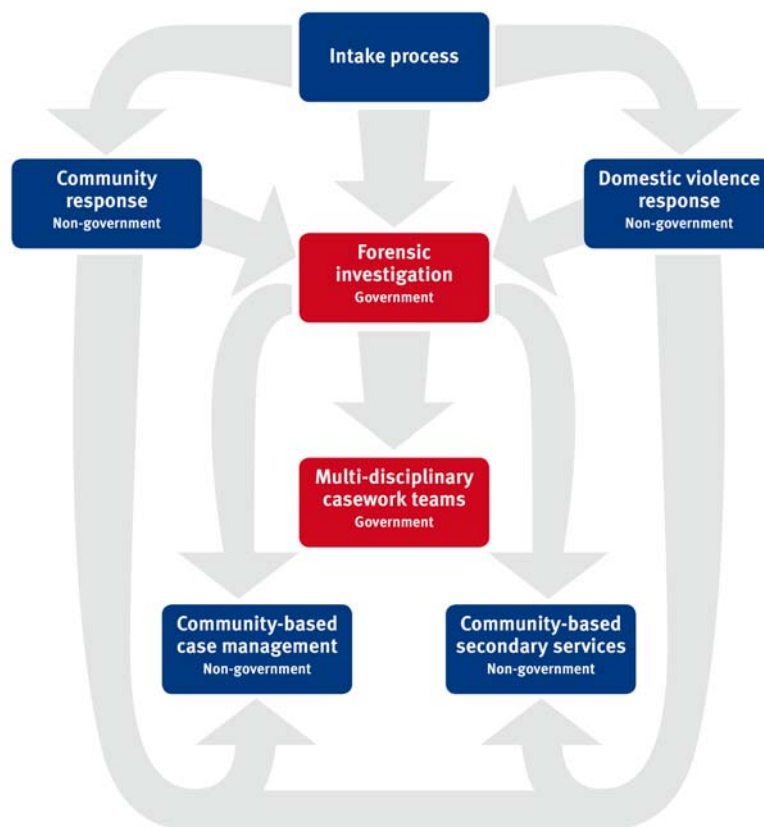 Intake process
Community
response
Non-government
Domestic violence
response
Non-government
Forensic
investigation
Government
Multi-disciplinary
casework teams
Government
Community-based
case management
Non-government
Community-based
secondary services
Non-government